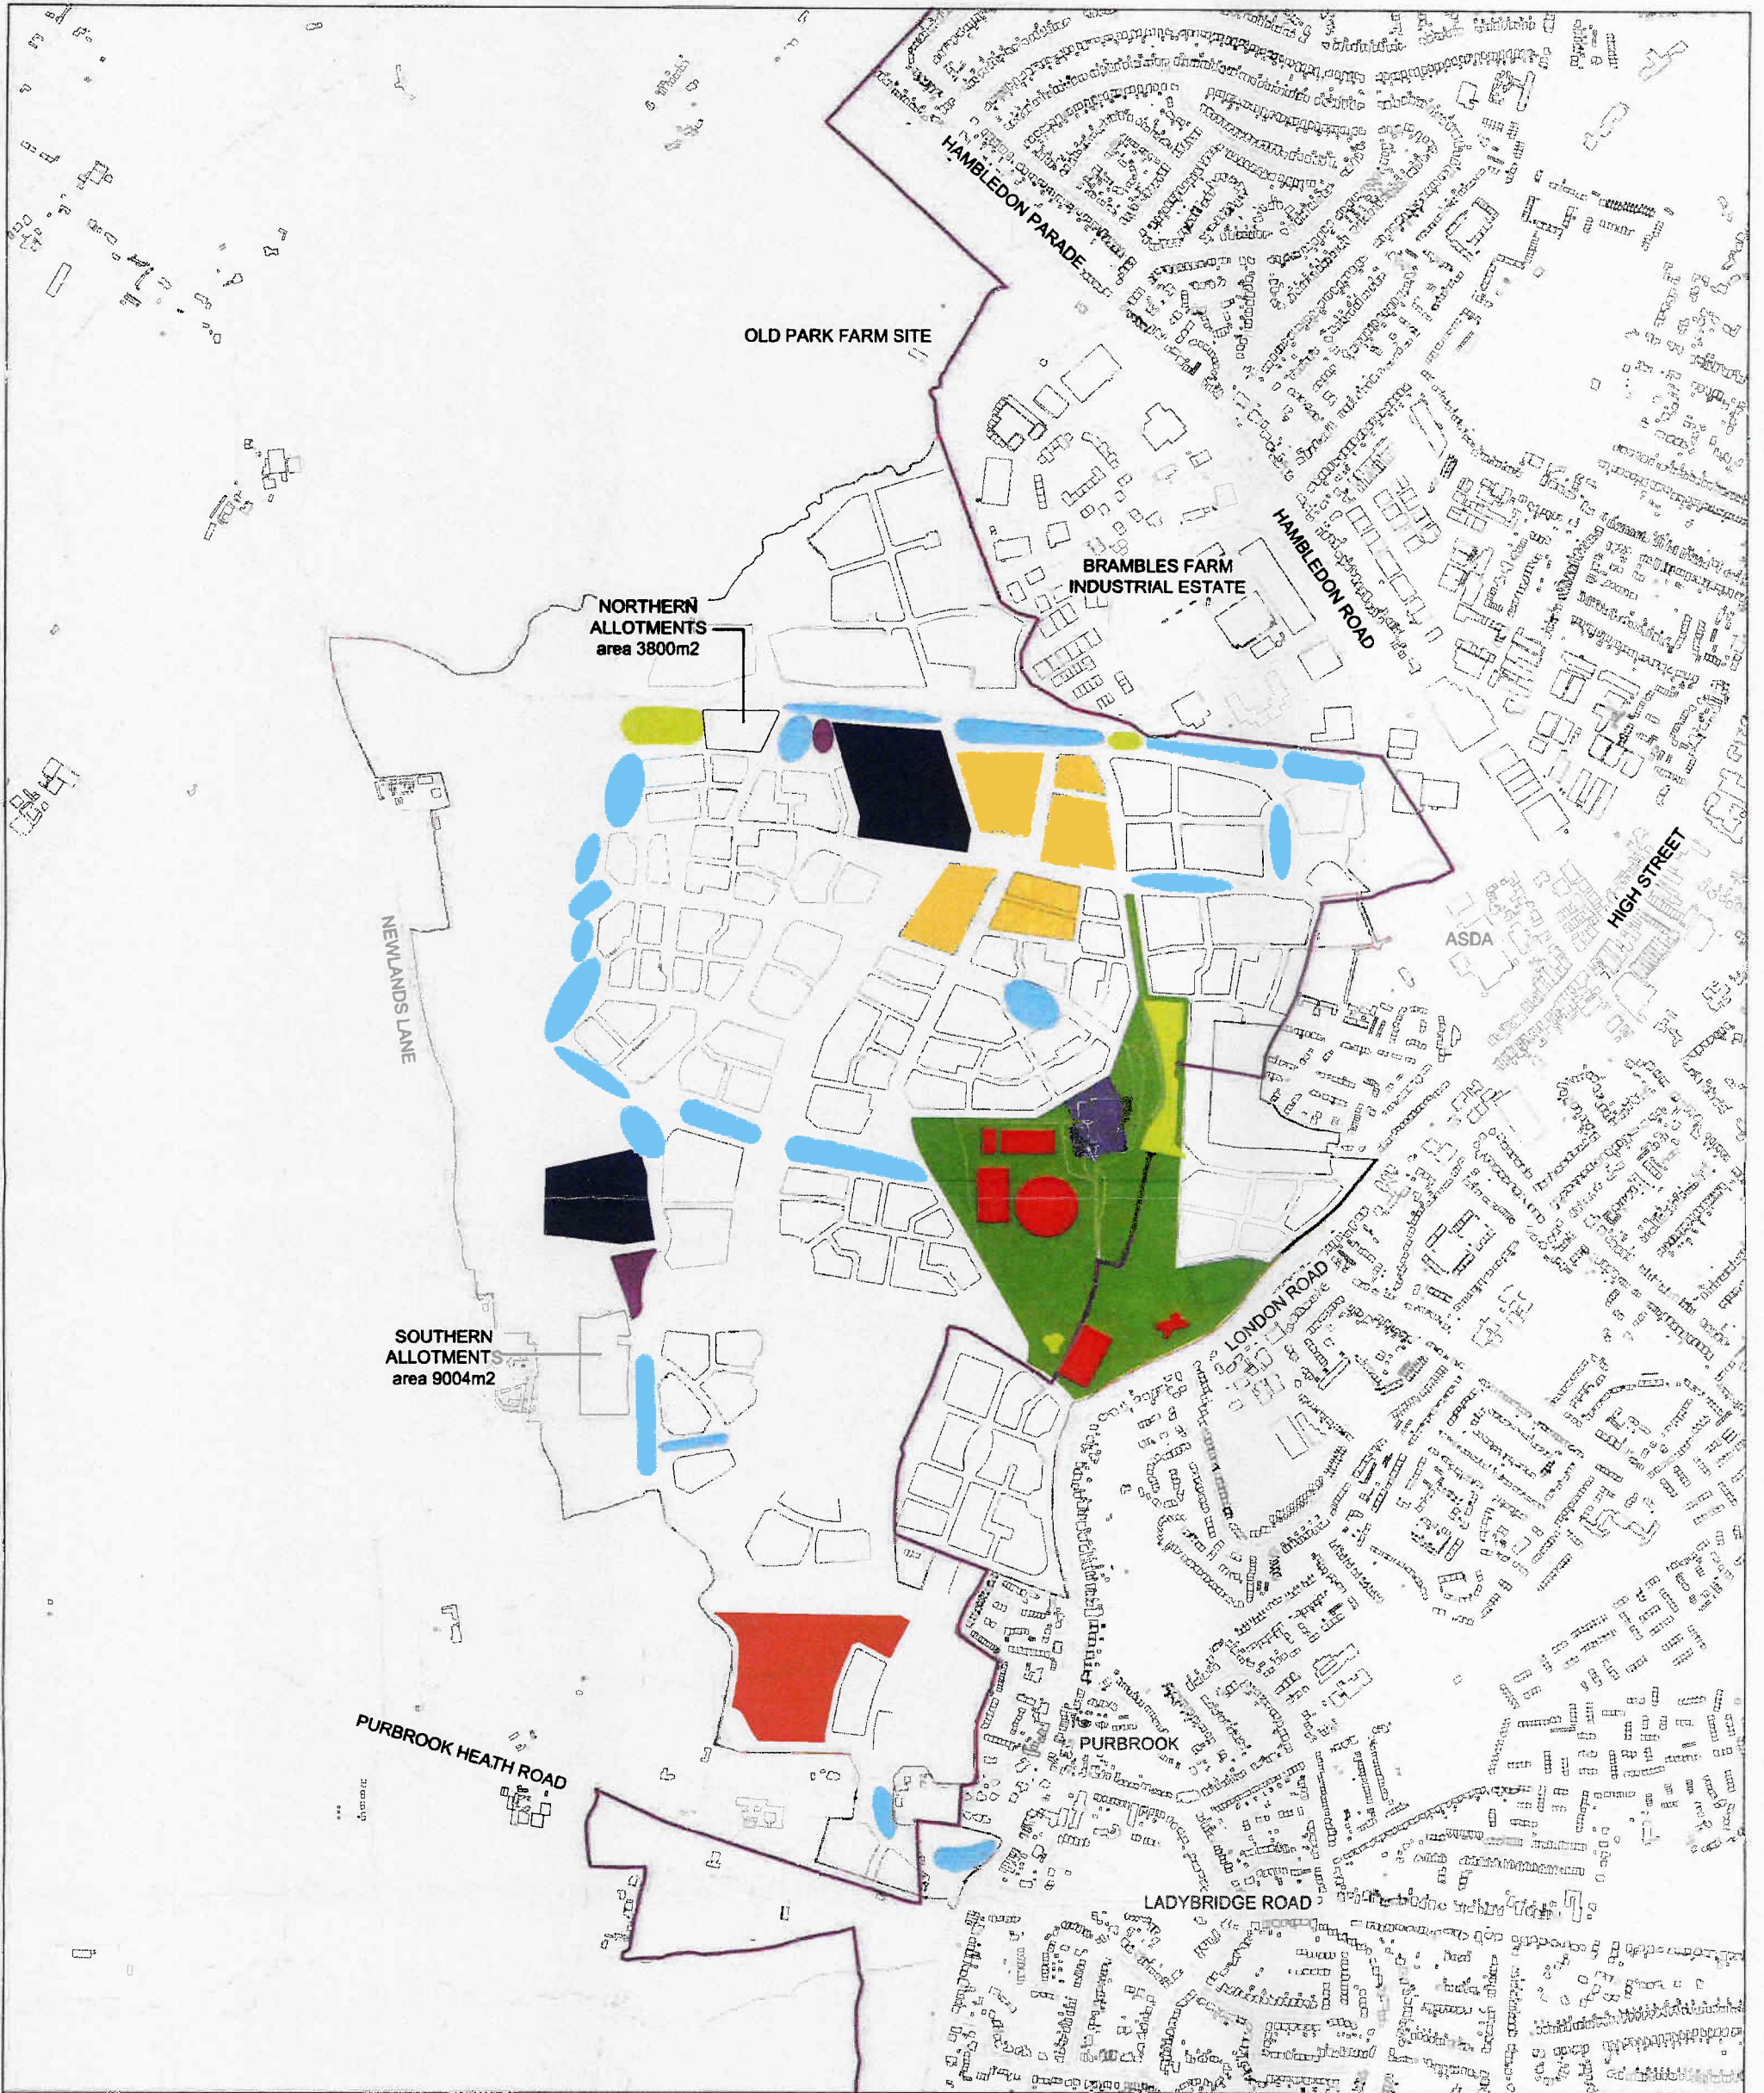 HAMBLEDON PARADE
OLD PARK FARM SITE
HAMBLEDON ROAD
BRAMBLES FARM
INDUSTRIAL ESTATE
NORTHERN
ALLOTMENTS
area 3800m2
HIGH STREET
ASDA
NEWLANDS LANE
LONDON ROAD
SOUTHERN
ALLOTMENTS
area 9004m2
PURBROOK HEATH ROAD
PURBROOK
LADYBRIDGE ROAD